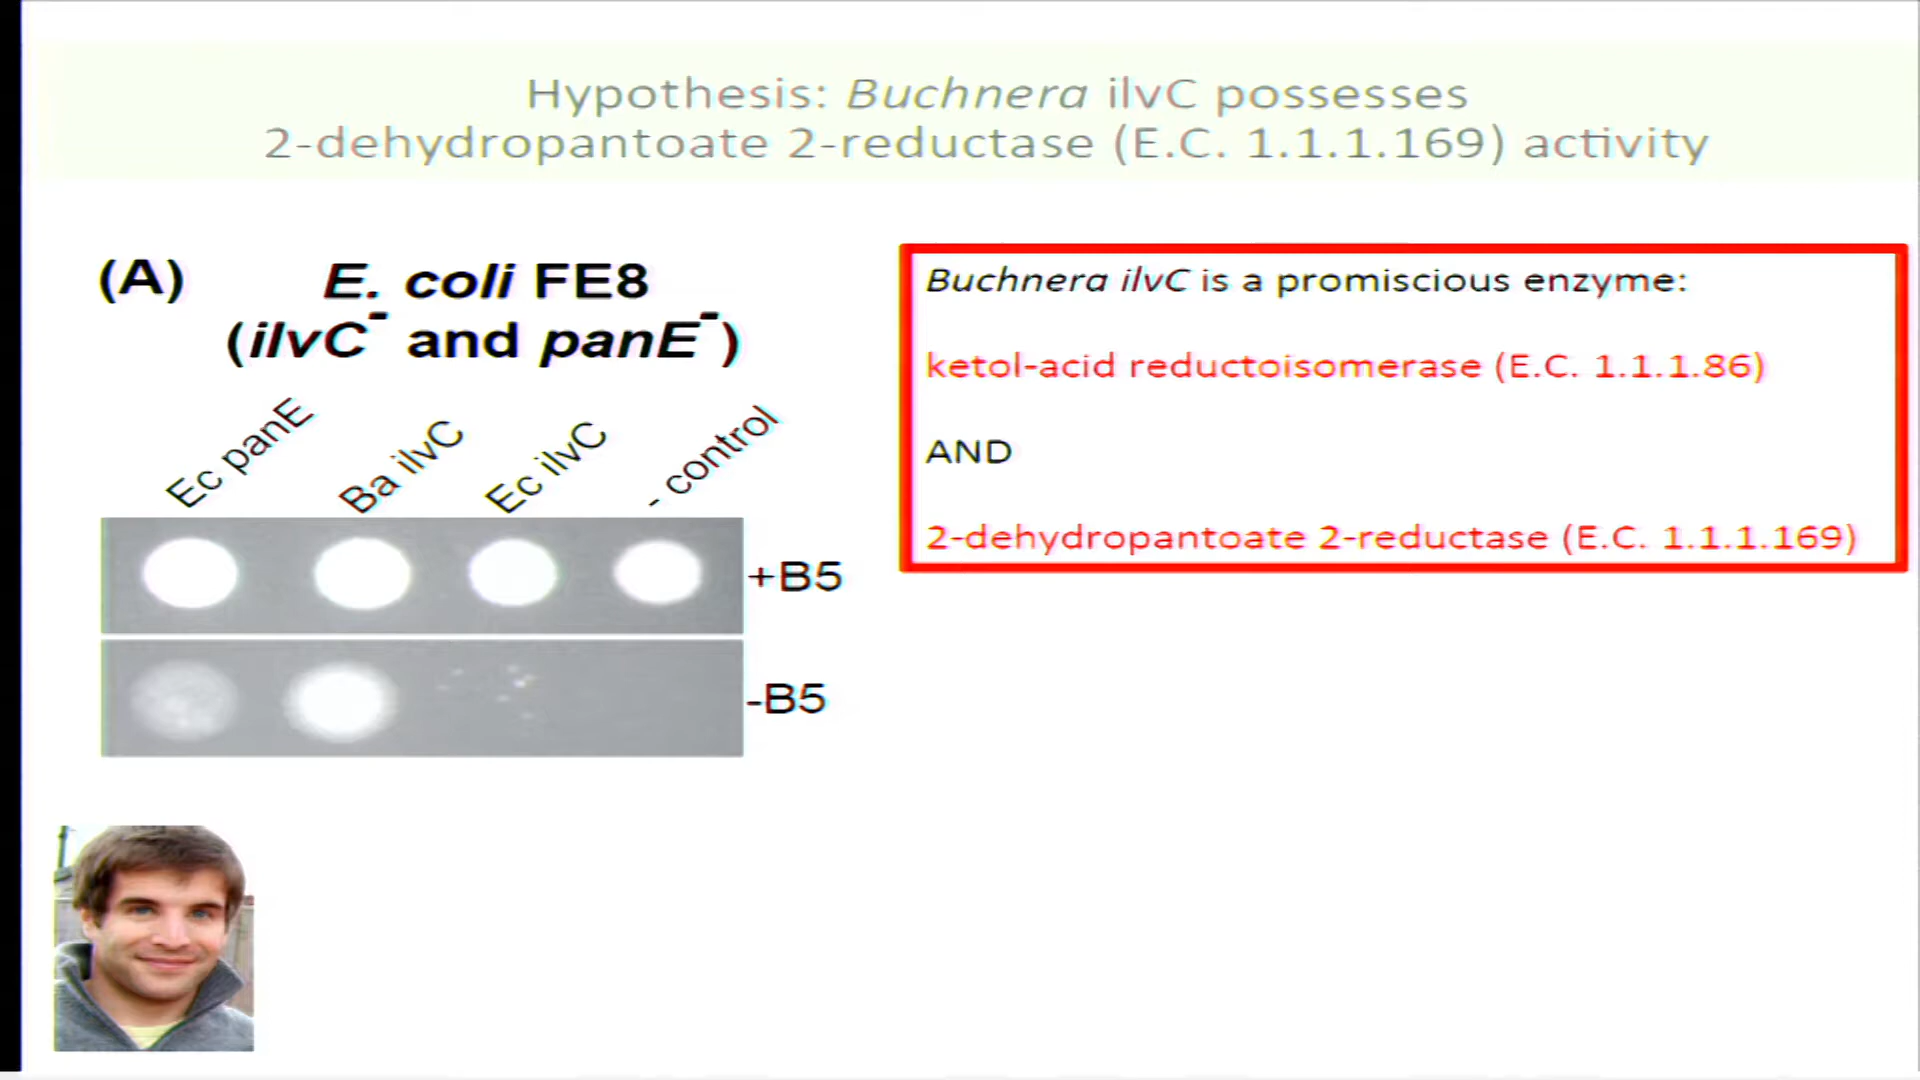 Hypothesis: Buchnera ilvC possesses
2-dehydropantoate 2-reductase (E.C. 1.1.1.169) activity
(A)
E. coli FE8
(ilvC- and panE-)
Ec panE
Ba ilvC
Ec ilvC
- control
+B5
-B5
Buchnera ilvC is a promiscious enzyme:
ketol-acid reductoisomerase (E.C. 1.1.1.86)
AND
2-dehydropantoate 2-reductase (E.C. 1.1.1.169)